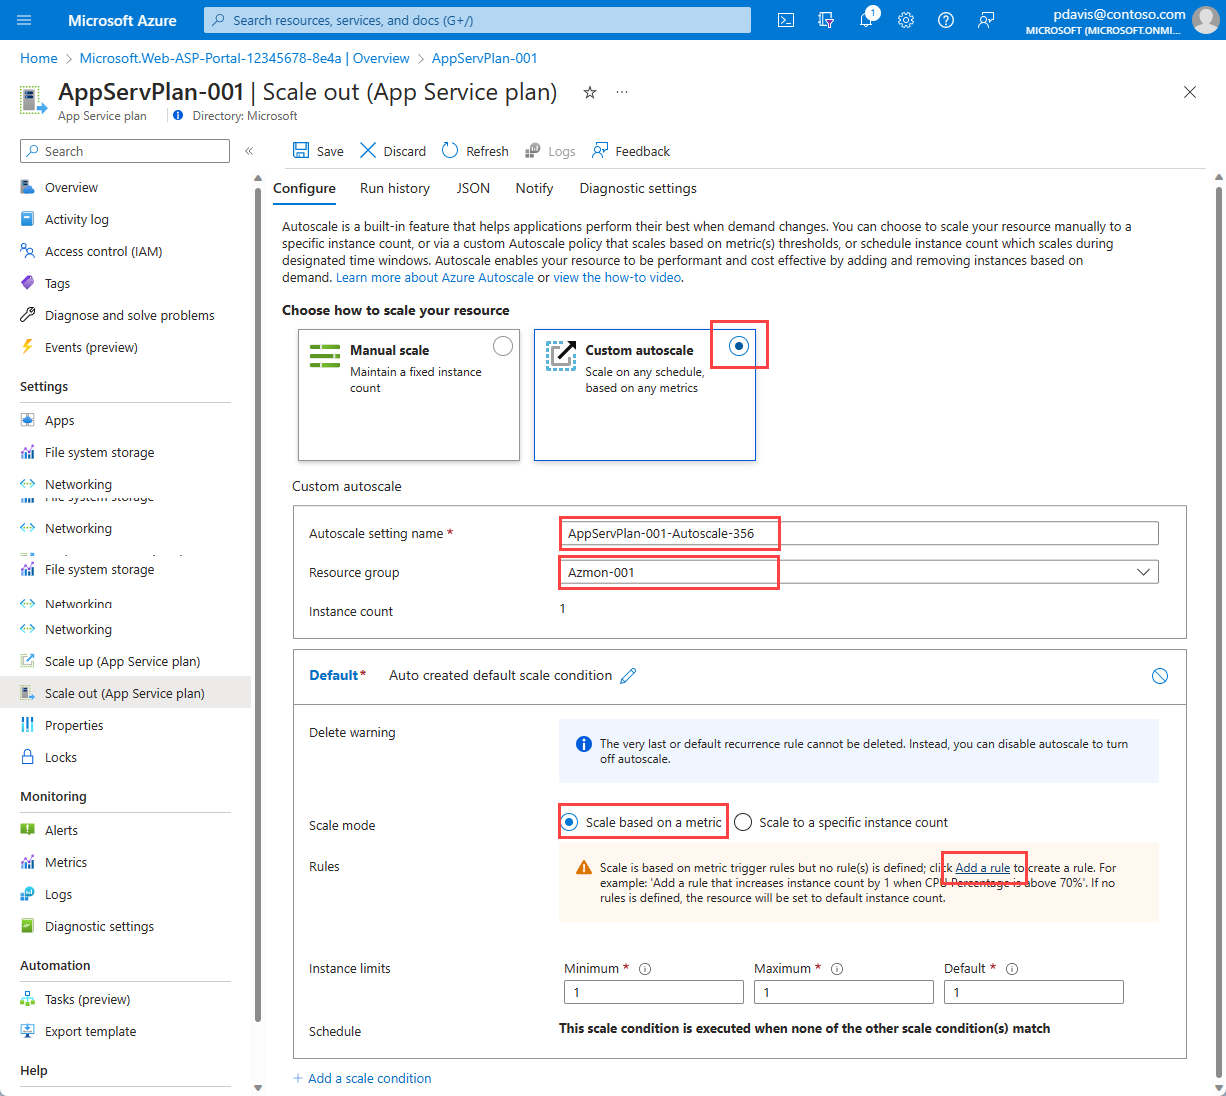 Microsoft Azure
Search resources, services, and docs (G+/)
1
pdavis@contoso.com
MICROSOFT (MICROSOFT.ONMI...
Home > Microsoft.Web-ASP-Portal-12345678-8e4a | Overview > AppServPlan-001
AppServPlan-001 | Scale out (App Service plan)
App Service plan
Directory: Microsoft
Search
Overview
Activity log
Access control (IAM)
Tags
Diagnose and solve problems
Events (preview)
Settings
Apps
File system storage
Networking
File system storage
Networking
File system storage
Networking
Networking
Scale up (App Service plan)
Scale out (App Service plan)
Properties
Locks
Monitoring
Alerts
Metrics
Logs
Diagnostic settings
Automation
Tasks (preview)
Export template
Help
Save
Discard
Refresh
Logs
Feedback
Configure
Run history
JSON
Notify
Diagnostic settings
Autoscale is a built-in feature that helps applications perform their best when demand changes. You can choose to scale your resource manually to a
specific instance count, or via a custom Autoscale policy that scales based on metric(s) thresholds, or schedule instance count which scales during
designated time windows. Autoscale enables your resource to be performant and cost effective by adding and removing instances based on
demand. Learn more about Azure Autoscale or view the how-to video.
Choose how to scale your resource
Manual scale
Maintain a fixed instance
count
Custom autoscale
Scale on any schedule,
based on any metrics
Custom autoscale
Autoscale setting name *
AppServPlan-001-Autoscale-356
Resource group
Azmon-001
Instance count
1
Default*
Auto created default scale condition
Delete warning
The very last or default recurrence rule cannot be deleted. Instead, you can disable autoscale to turn
off autoscale.
Scale mode
Scale based on a metric
Scale to a specific instance count
Rules
Scale is based on metric trigger rules but no rule(s) is defined; click Add a rule to create a rule. For
example: 'Add a rule that increases instance count by 1 when CPU Percentage is above 70%'. If no
rules is defined, the resource will be set to default instance count.
Instance limits
Minimum *
Maximum *
Default *
1
1
1
Schedule
This scale condition is executed when none of the other scale condition(s) match
+ Add a scale condition